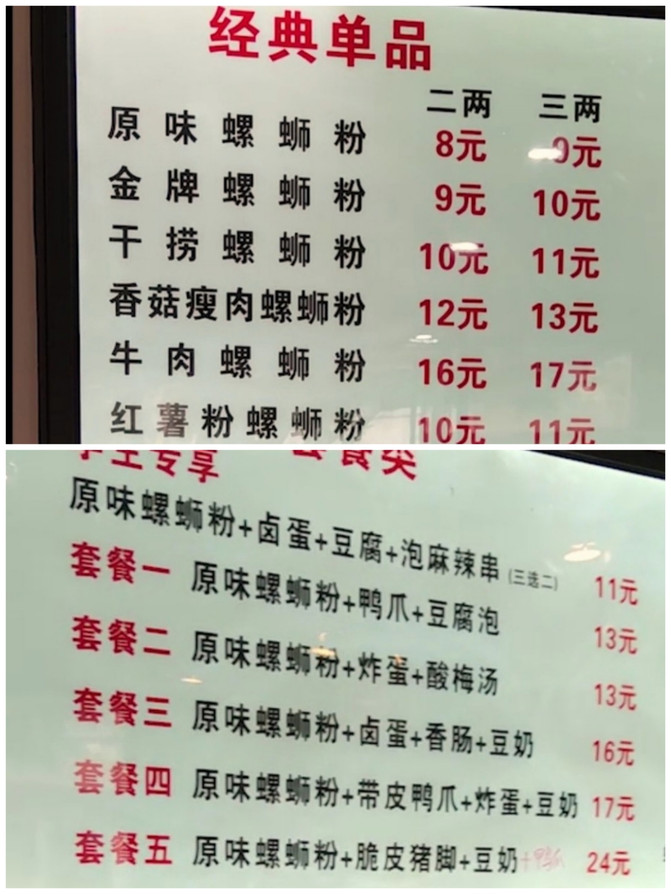 经典单品
二两 三两
原味螺蛳粉 8元 9元
金牌螺蛳粉 9元 10元
干捞螺蛳粉 10元 11元
香菇瘦肉螺蛳粉 12元 13元
牛肉螺蛳粉 16元 17元
红薯粉螺蛳粉 10元 11元
学生专享 套餐类
原味螺蛳粉+卤蛋+豆腐+泡麻辣串(三选二) 11元
套餐一 原味螺蛳粉+鸭爪+豆腐泡 13元
套餐二 原味螺蛳粉+炸蛋+酸梅汤 13元
套餐三 原味螺蛳粉+卤蛋+香肠+豆奶 16元
套餐四 原味螺蛳粉+带皮鸭爪+炸蛋+豆奶 17元
套餐五 原味螺蛳粉+脆皮猪脚+豆奶 24元